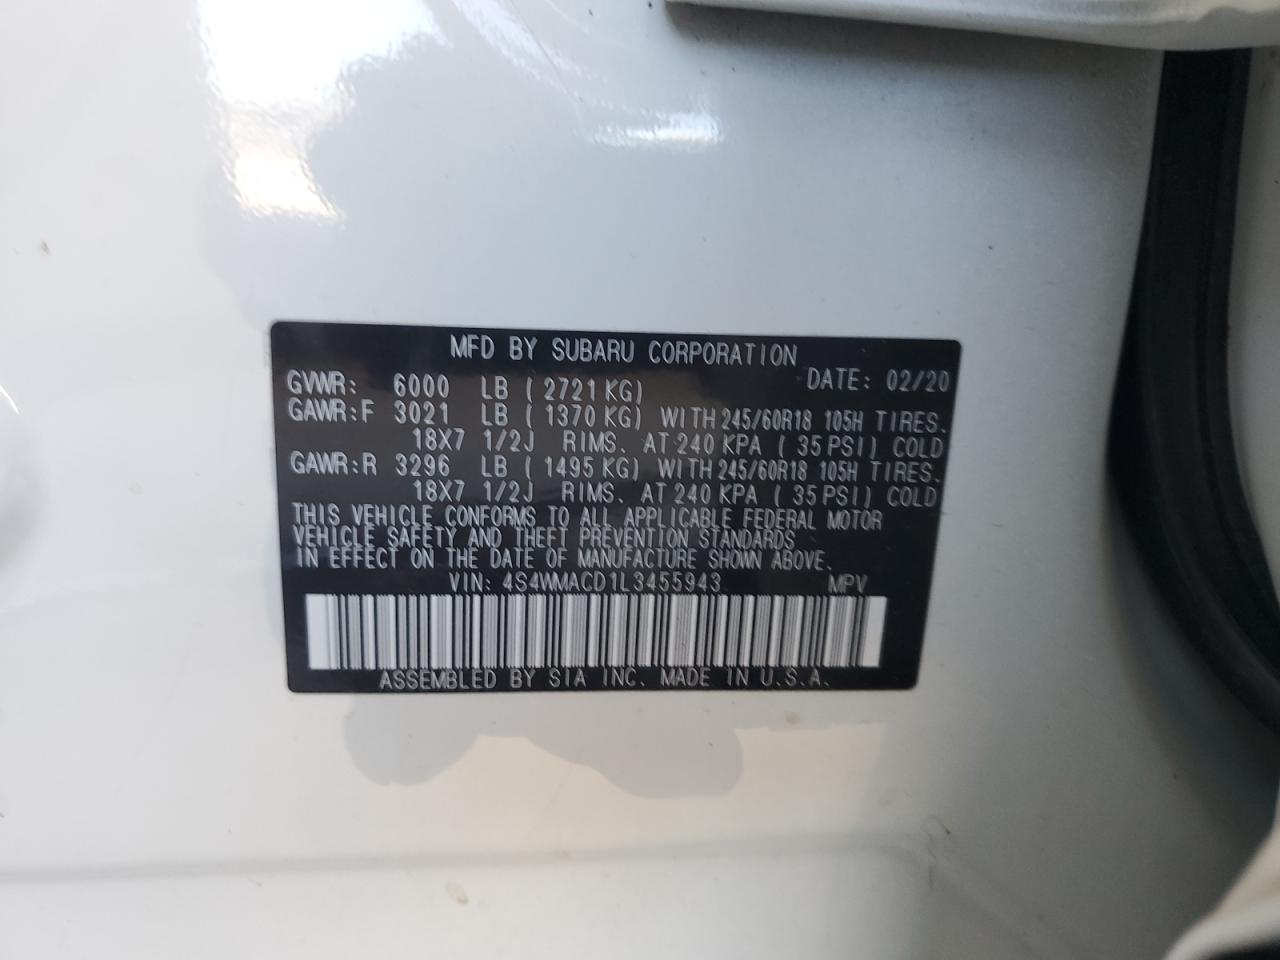 MFD BY SUBARU CORPORATION
GVWR: 6000 LB ( 2721 KG) DATE: 02/20
GAWR: F 3021 LB ( 1370 KG) WITH 245/60R18 105H TIRES.
18X7 1/2J RIMS. AT 240 KPA ( 35 PSI) COLD
GAWR: R 3296 LB ( 1495 KG) WITH 245/60R18 105H TIRES.
18X7 1/2J RIMS. AT 240 KPA ( 35 PSI) COLD
THIS VEHICLE CONFORMS TO ALL APPLICABLE FEDERAL MOTOR
VEHICLE SAFETY AND THEFT PREVENTION STANDARDS
IN EFFECT ON THE DATE OF MANUFACTURE SHOWN ABOVE.
VIN: 4S4WMACD1L3455943 MPV
ASSEMBLED BY SIA INC. MADE IN U.S.A.